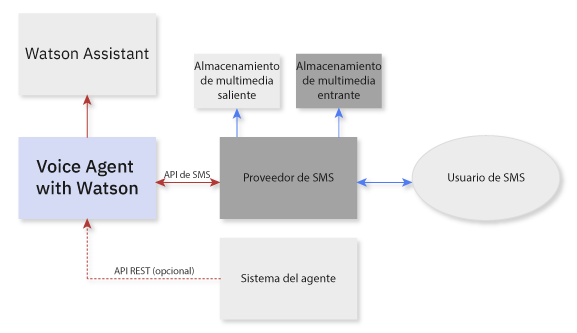 Watson Assistant
Almacenamiento
de multimedia
saliente
Almacenamiento
de multimedia
entrante
Voice Agent
with Watson
API de SMS
Proveedor de SMS
Usuario de SMS
API REST (opcional)
Sistema del agente